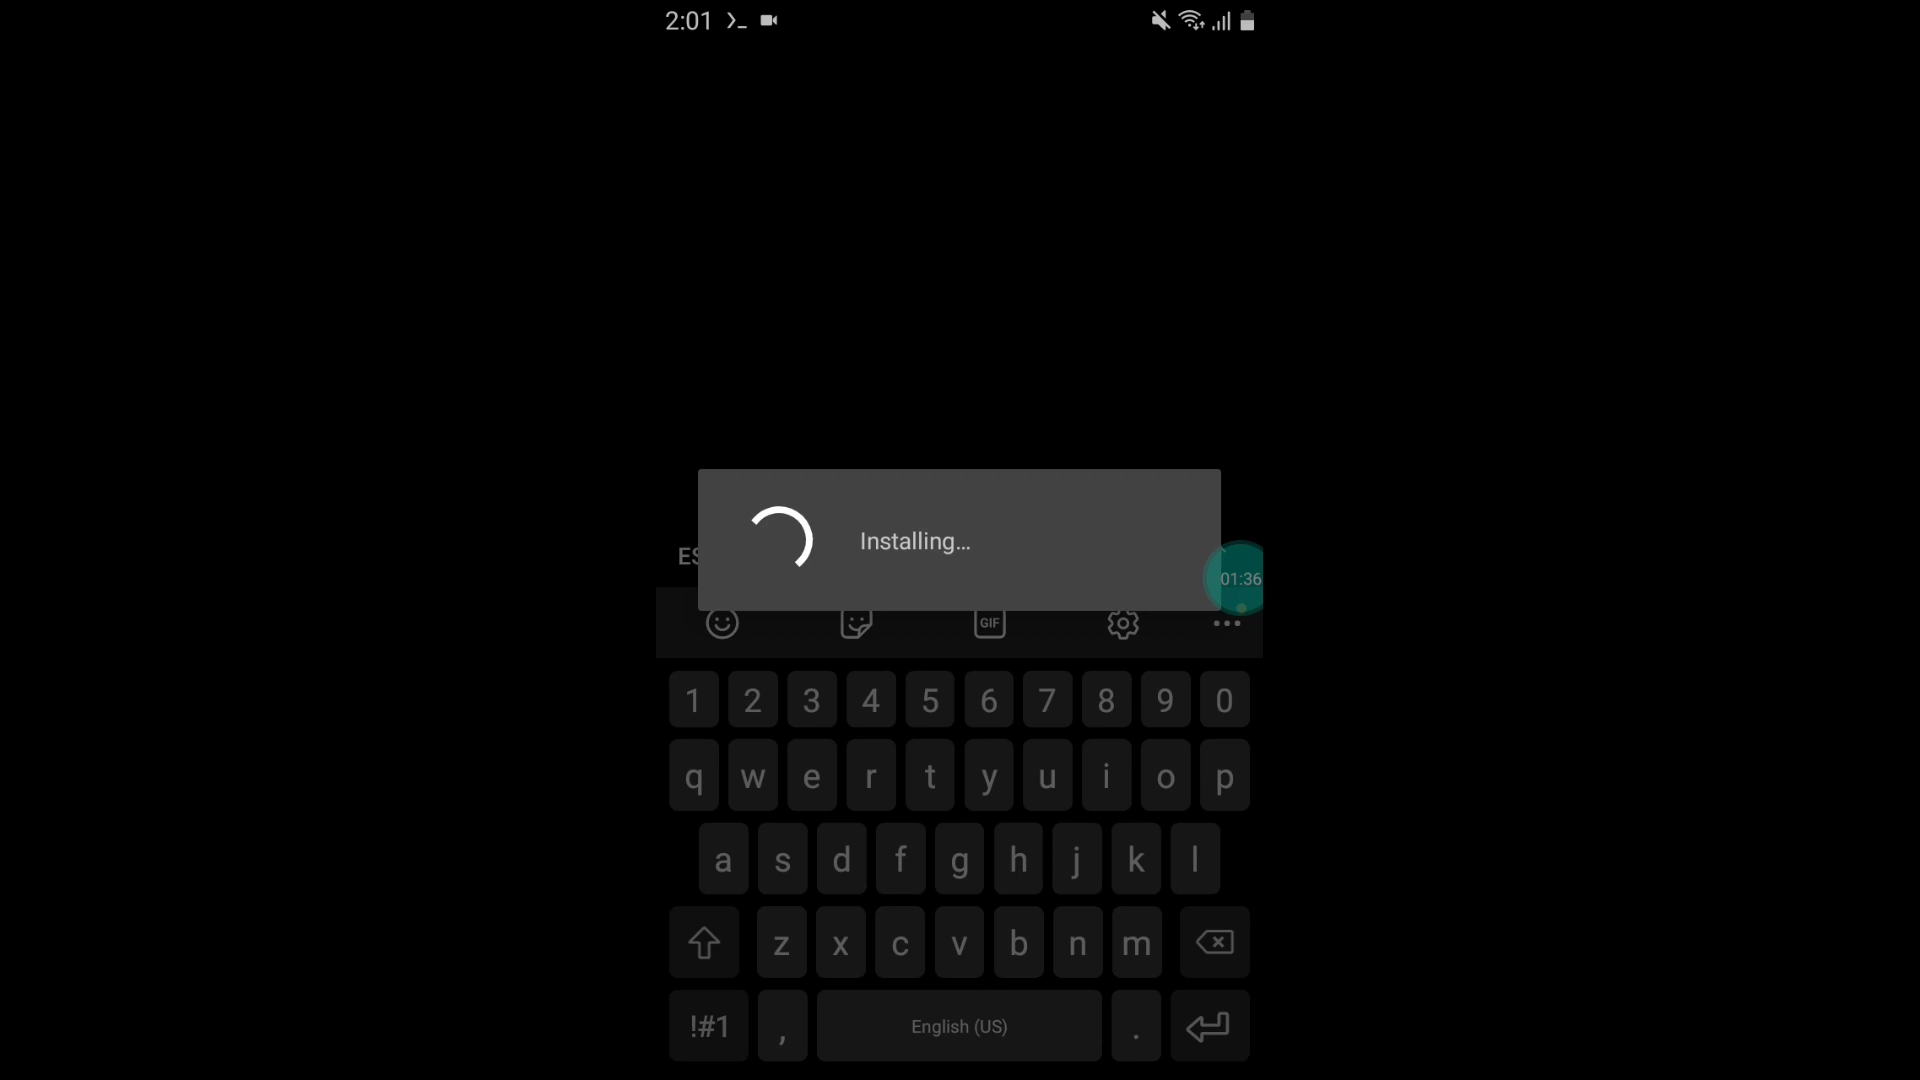 2:01
Installing...
ES
01:36
GIF
1 2 3 4 5 6 7 8 9 0
q w e r t y u i o p
a s d f g h j k l
z x c v b n m
!#1 , English (US) .